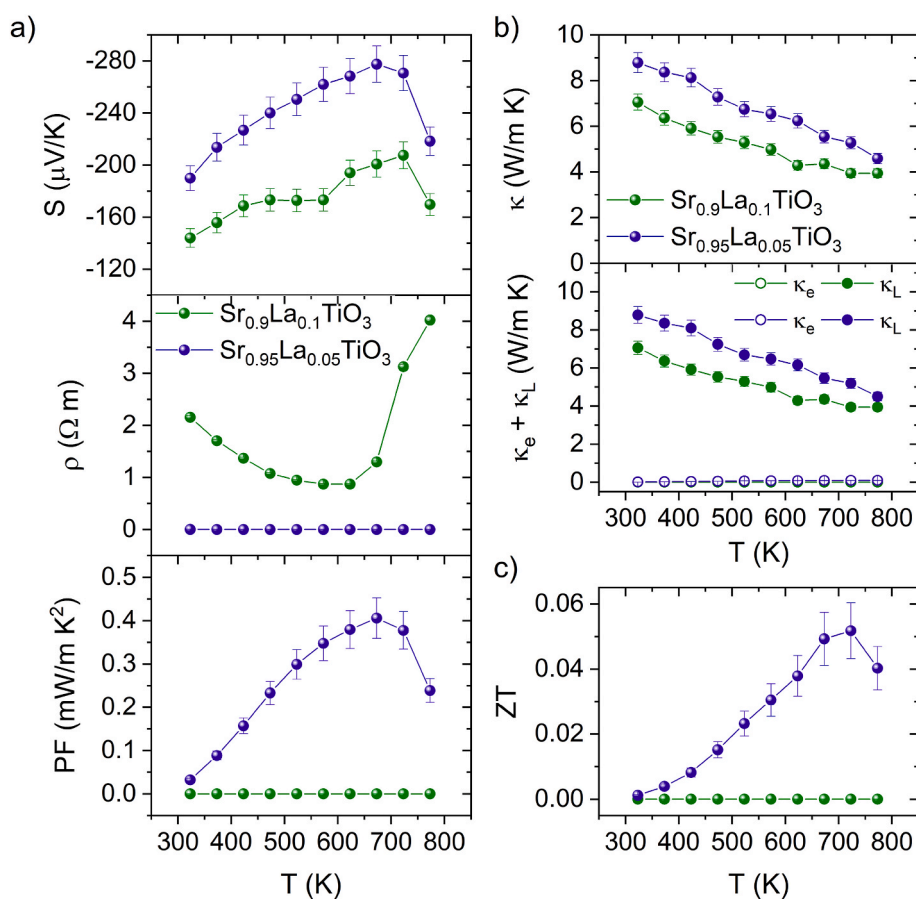 a)
S (μV/K)
-280
-240
-200
-160
-120
ρ (Ω m)
4
3
2
1
0
Sr0.9La0.1TiO3
Sr0.95La0.05TiO3
PF (mW/m K²)
0.5
0.4
0.3
0.2
0.1
0.0
300 400 500 600 700 800
T (K)
b)
κ (W/m K)
10
8
6
4
2
0
Sr0.9La0.1TiO3
Sr0.95La0.05TiO3
κe + κL (W/m K)
10
8
6
4
2
0
κe κL
κe κL
300 400 500 600 700 800
T (K)
c)
ZT
0.06
0.04
0.02
0.00
300 400 500 600 700 800
T (K)